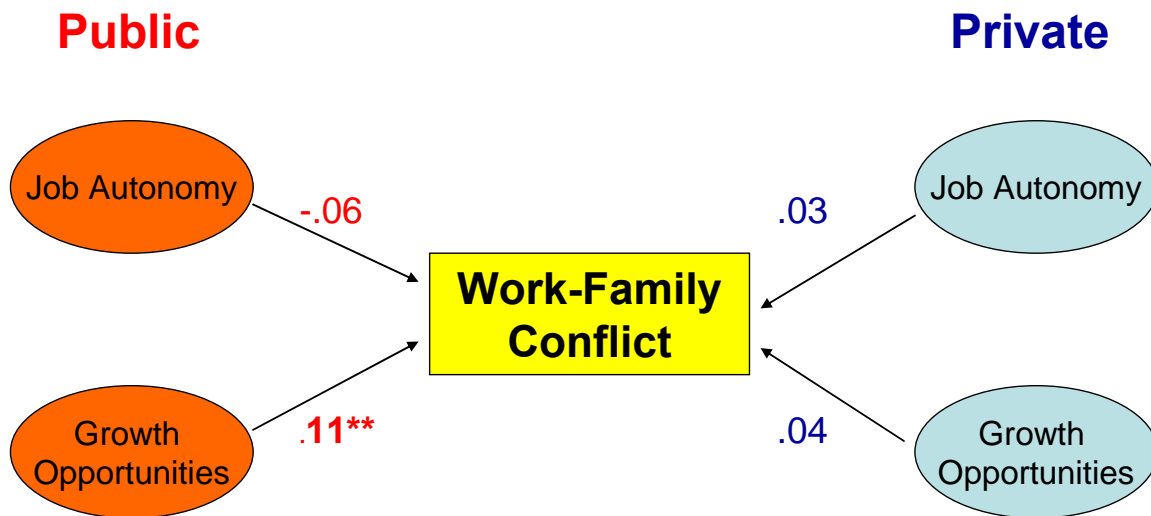 Public
Private
Job Autonomy
-.06
.03
Job Autonomy
Work-Family
Conflict
Growth
Opportunities
.11**
.04
Growth
Opportunities